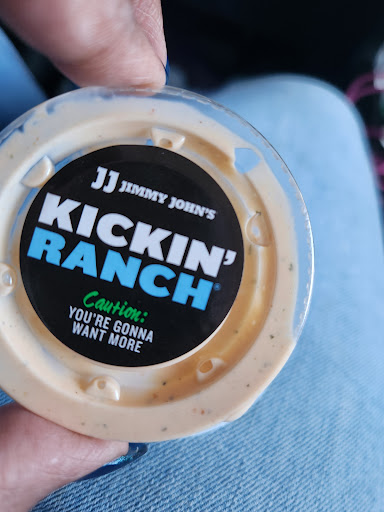 JJ JIMMY JOHN'S
KICKIN'
RANCH®
Caution:
YOU'RE GONNA
WANT MORE